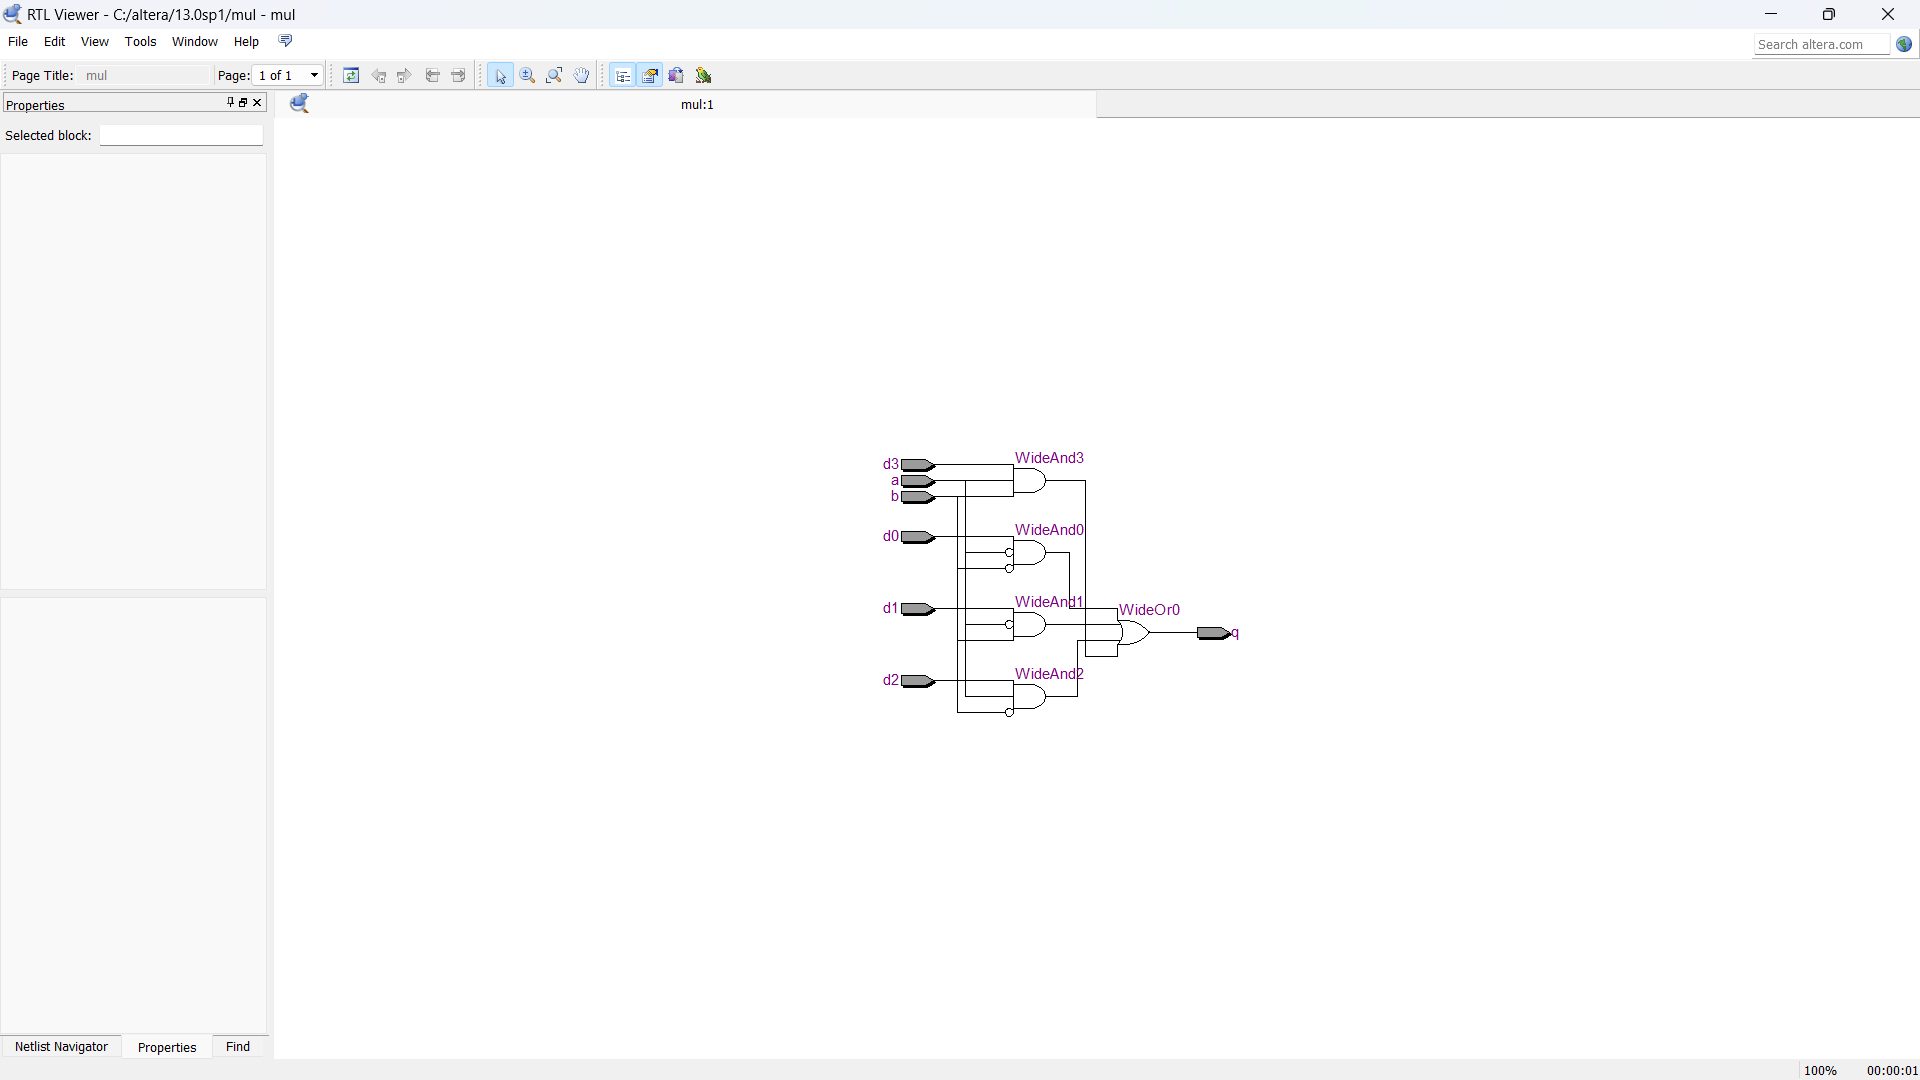 RTL Viewer - C:/altera/13.0sp1/mul - mul
File Edit View Tools Window Help
Search altera.com
Page Title: mul Page: 1 of 1
Properties
mul:1
Selected block:
WideAnd3
d3
a
b
WideAnd0
d0
WideAnd1
d1
WideOr0
q
WideAnd2
d2
Netlist Navigator Properties Find
100% 00:00:01